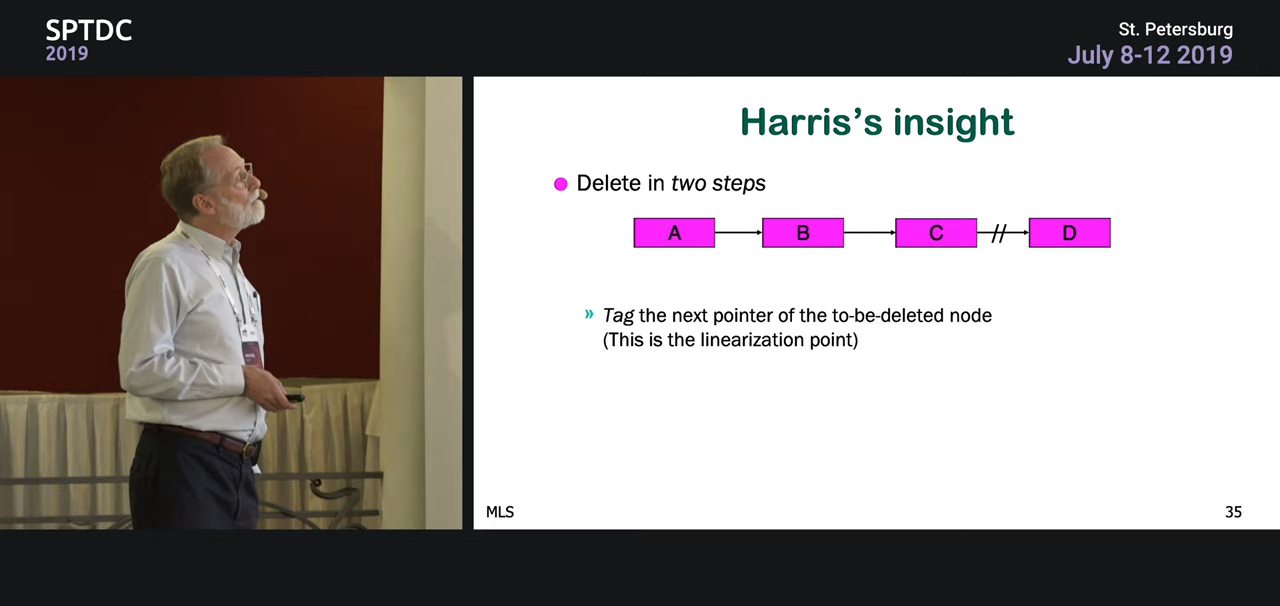 SPTDC
2019
St. Petersburg
July 8-12 2019
Harris's insight
Delete in two steps
A B C // D
» Tag the next pointer of the to-be-deleted node
(This is the linearization point)
MLS
35